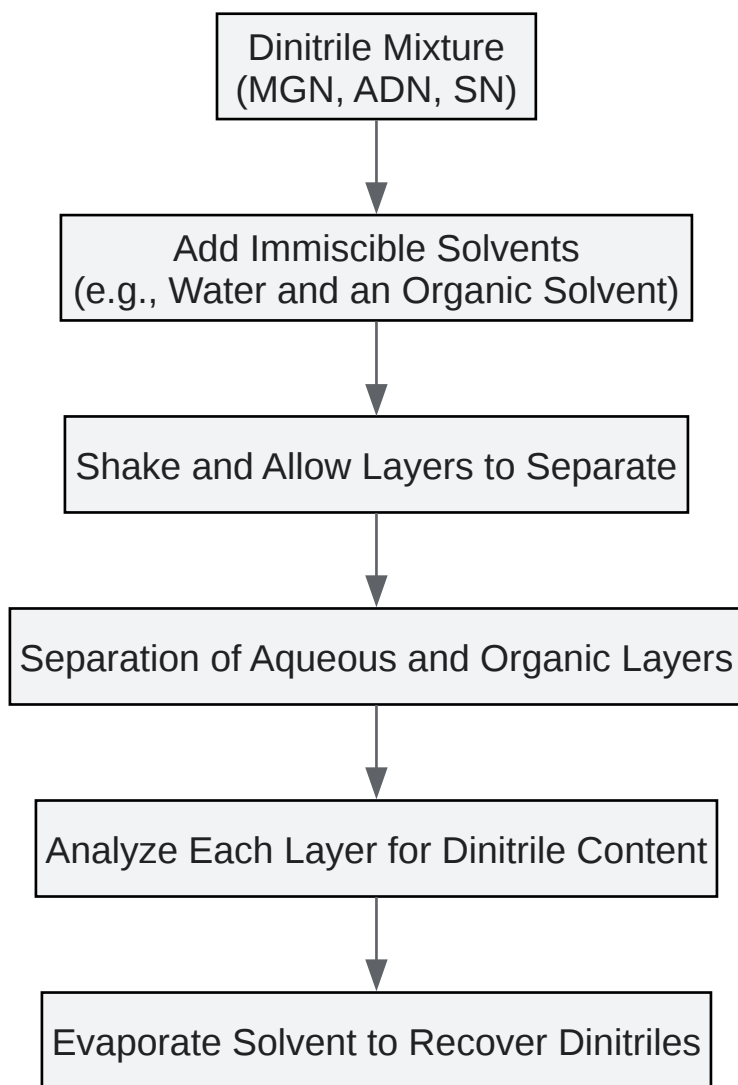 Dinitrile Mixture
(MGN, ADN, SN)
Add Immiscible Solvents
(e.g., Water and an Organic Solvent)
Shake and Allow Layers to Separate
Separation of Aqueous and Organic Layers
Analyze Each Layer for Dinitrile Content
Evaporate Solvent to Recover Dinitriles